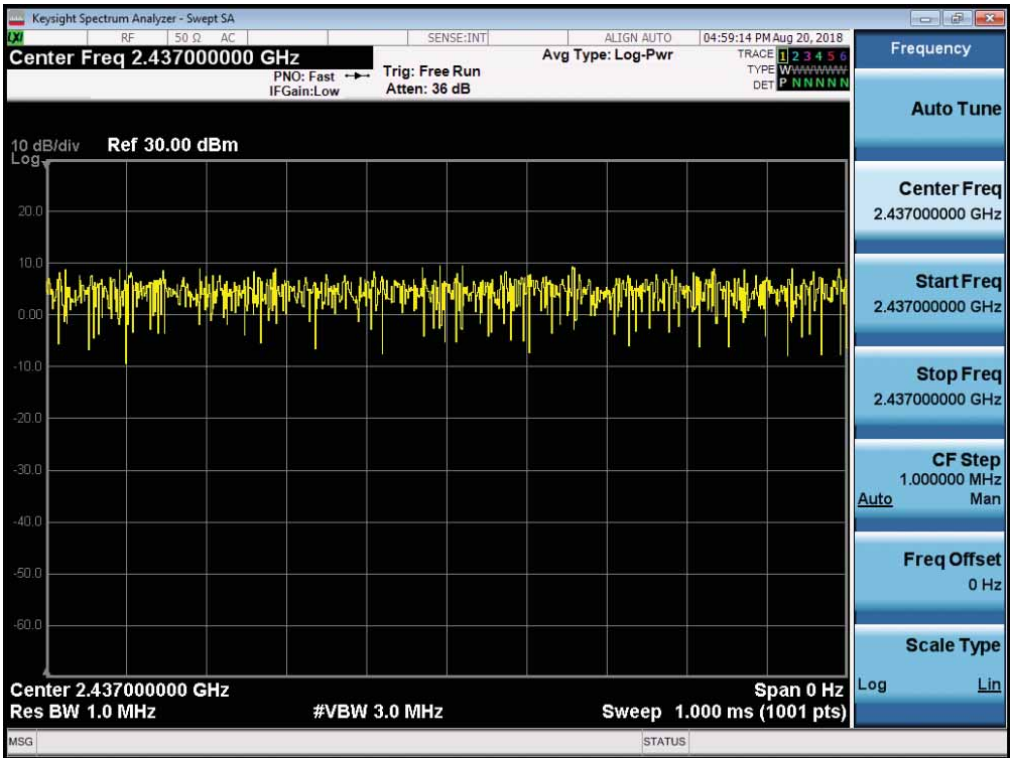 Keysight Spectrum Analyzer - Swept SA
LXI RF 50 Ω AC SENSE:INT ALIGN AUTO 04:59:14 PM Aug 20, 2018
Center Freq 2.437000000 GHz
PNO: Fast
IFGain:Low
Trig: Free Run
Atten: 36 dB
Avg Type: Log-Pwr
TRACE 1 2 3 4 5 6
TYPE W W W W W W
DET P N N N N N
10 dB/div Ref 30.00 dBm
Log
20.0
10.0
0.00
-10.0
-20.0
-30.0
-40.0
-50.0
-60.0
Center 2.437000000 GHz Span 0 Hz
Res BW 1.0 MHz #VBW 3.0 MHz Sweep 1.000 ms (1001 pts)
MSG STATUS
Frequency
Auto Tune
Center Freq
2.437000000 GHz
Start Freq
2.437000000 GHz
Stop Freq
2.437000000 GHz
CF Step
1.000000 MHz
Auto Man
Freq Offset
0 Hz
Scale Type
Log Lin